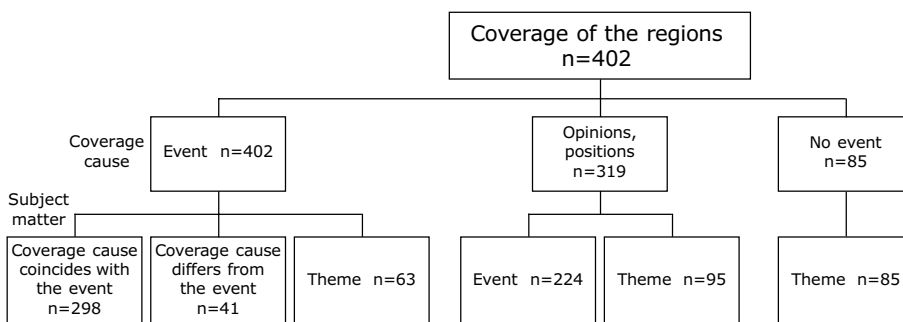 Coverage of the regions
n=402
Coverage
cause
Event n=402
Opinions,
positions
n=319
No event
n=85
Subject
matter
Coverage cause
coincides with
the event
n=298
Coverage cause
differs from
the event
n=41
Theme n=63
Event n=224
Theme n=95
Theme n=85